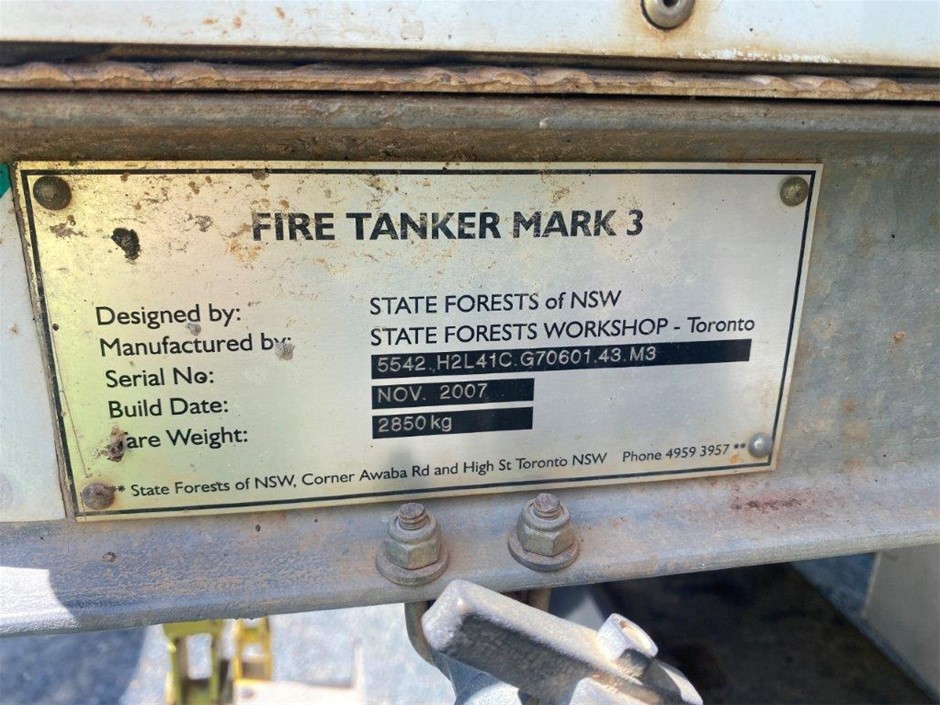 FIRE TANKER MARK 3
Designed by: STATE FORESTS of NSW
Manufactured by: STATE FORESTS WORKSHOP - Toronto
Serial No: 5542.H2L41C.G70601.43.M3
Build Date: NOV. 2007
Tare Weight: 2850kg
** State Forests of NSW, Corner Awaba Rd and High St Toronto NSW Phone 4959 3957 **